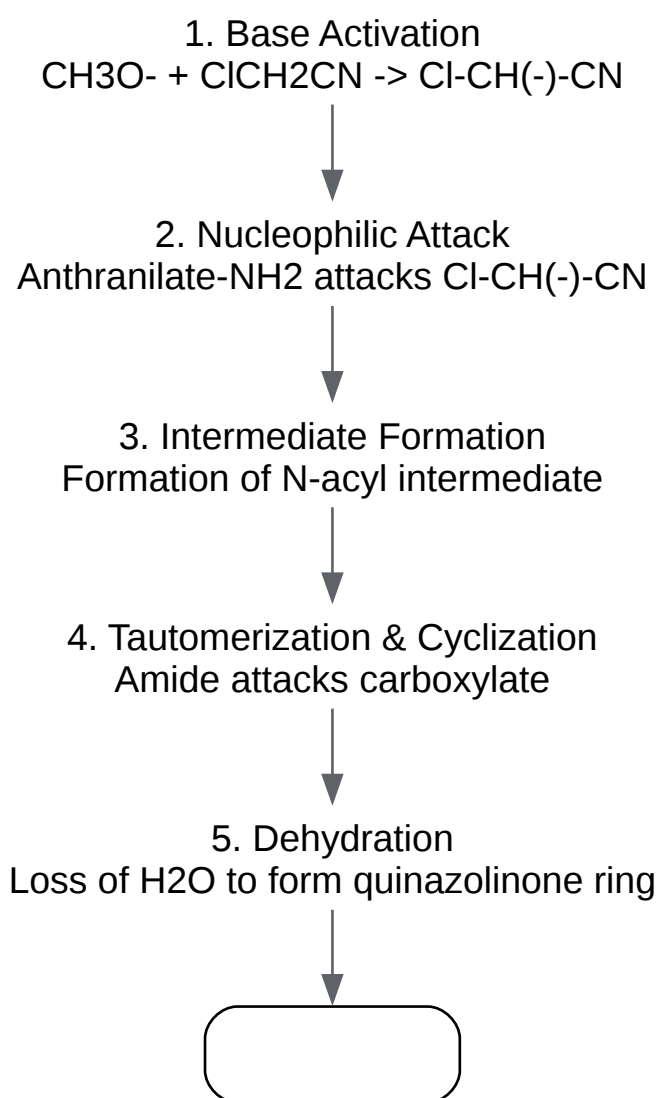 1. Base Activation
CH3O- + ClCH2CN -> Cl-CH(-)-CN
2. Nucleophilic Attack
Anthranilate-NH2 attacks Cl-CH(-)-CN
3. Intermediate Formation
Formation of N-acyl intermediate
4. Tautomerization & Cyclization
Amide attacks carboxylate
5. Dehydration
Loss of H2O to form quinazolinone ring